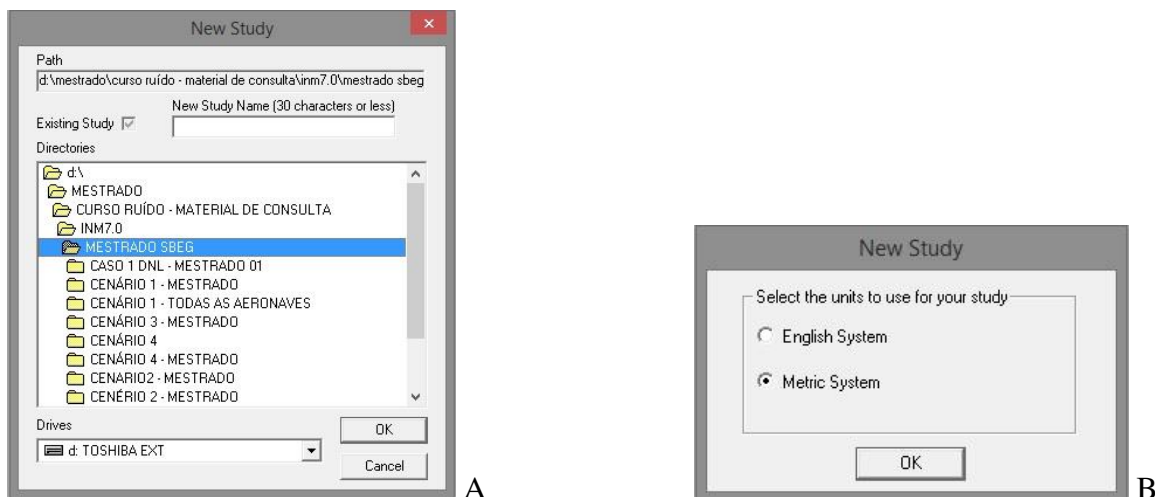 New Study
Path
d:\mestrado\curso ruído - material de consulta\inm7.0\mestrado sbeg
New Study Name (30 characters or less)
Existing Study
Directories
d:\
MESTRADO
CURSO RUÍDO - MATERIAL DE CONSULTA
INM7.0
MESTRADO SBEG
CASO 1 DNL - MESTRADO 01
CENÁRIO 1 - MESTRADO
CENÁRIO 1 - TODAS AS AERONAVES
CENÁRIO 3 - MESTRADO
CENÁRIO 4
CENÁRIO 4 - MESTRADO
CENARIO2 - MESTRADO
CENÉRIO 2 - MESTRADO
Drives
d: TOSHIBA EXT
OK
Cancel
A
New Study
Select the units to use for your study
English System
Metric System
OK
B